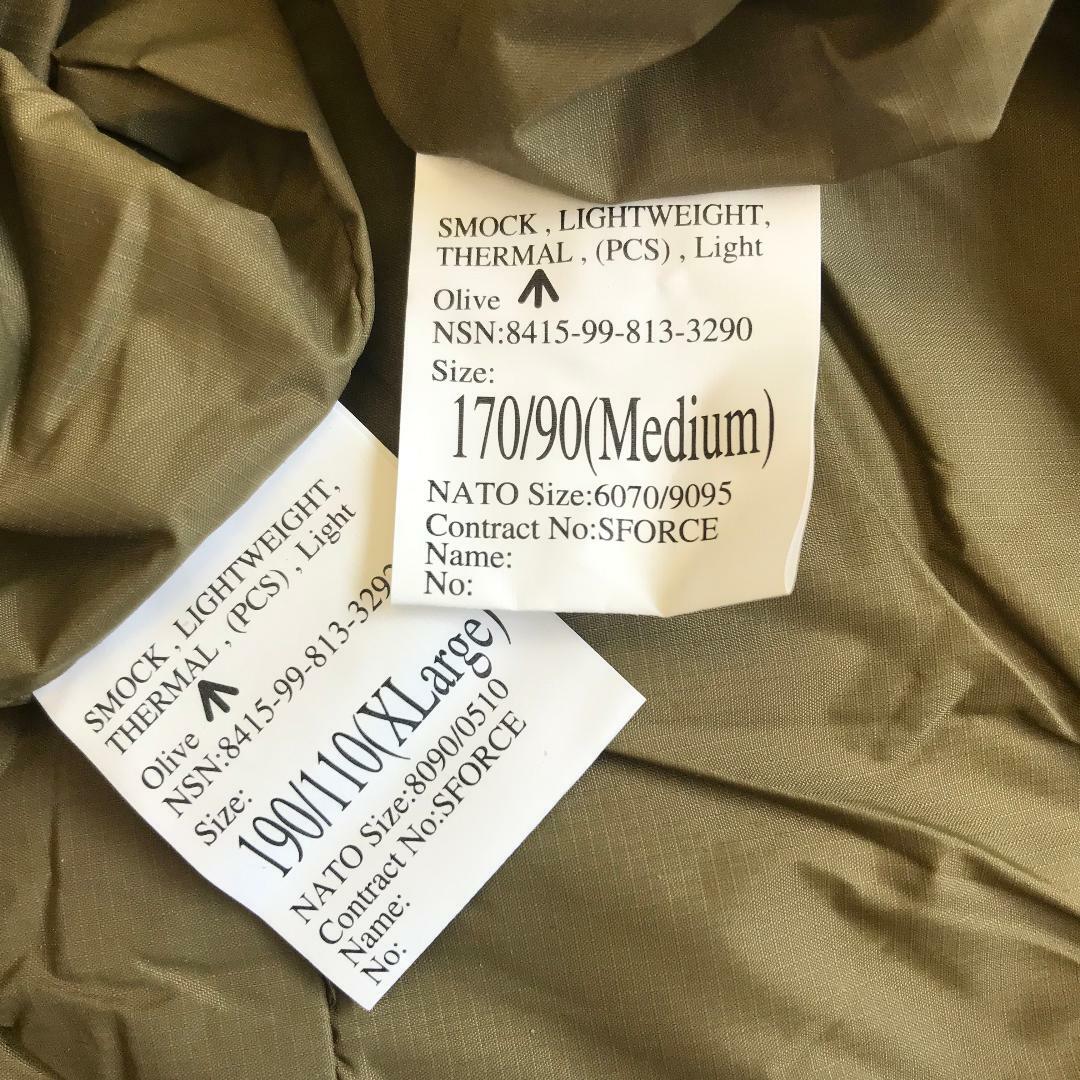 SMOCK , LIGHTWEIGHT,
THERMAL , (PCS) , Light
Olive
NSN:8415-99-813-3290
Size:
170/90(Medium)
NATO Size:6070/9095
Contract No:SFORCE
Name:
No:
SMOCK , LIGHTWEIGHT,
THERMAL , (PCS) , Light
Olive
NSN:8415-99-813-3292
Size:
190/110(XLarge)
NATO Size:8090/0510
Contract No:SFORCE
Name:
No: